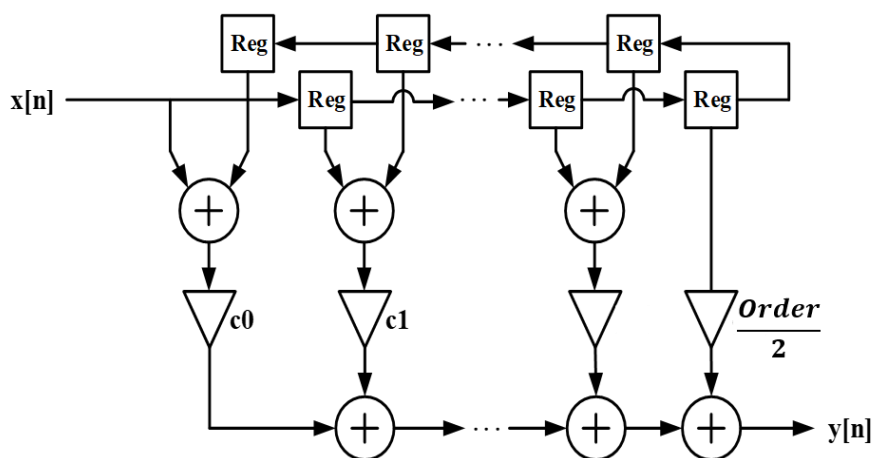 Reg Reg ... Reg
x[n] Reg ... Reg Reg
+ + +
c0 c1 Order
2
+ ... + + y[n]